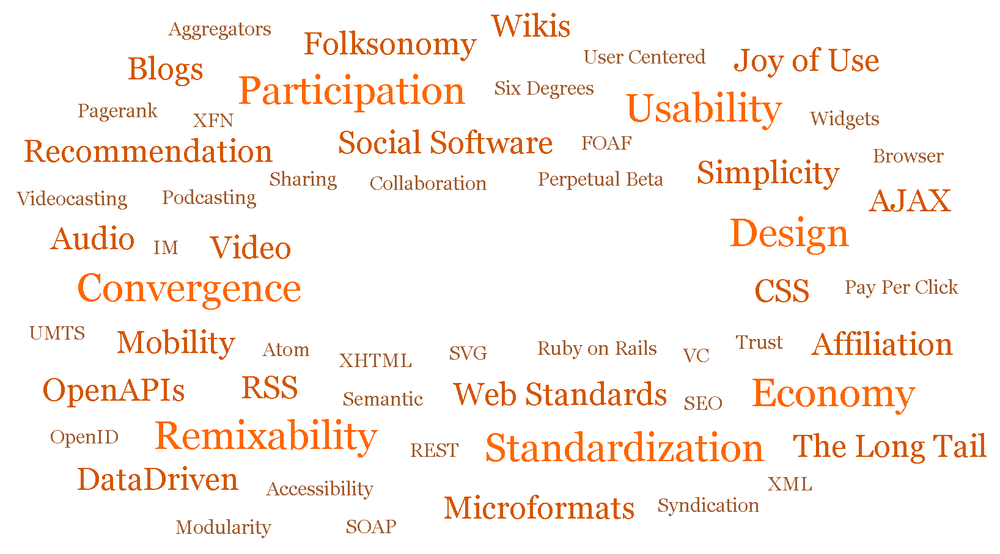 Wikis
Aggregators
Folksonomy
User Centered
Joy of Use
Blogs
Participation
Six Degrees
Usability
Pagerank
XFN
Widgets
Recommendation
Social Software
FOAF
Browser
Sharing
Collaboration
Perpetual Beta
Simplicity
Videocasting
Podcasting
AJAX
Audio
IM
Video
Design
Convergence
CSS
Pay Per Click
UMTS
Mobility
Atom
XHTML
SVG
Ruby on Rails
VC
Trust
Affiliation
OpenAPIs
RSS
Semantic
Web Standards
SEO
Economy
OpenID
Remixability
REST
Standardization
The Long Tail
DataDriven
Accessibility
XML
Microformats
Syndication
Modularity
SOAP